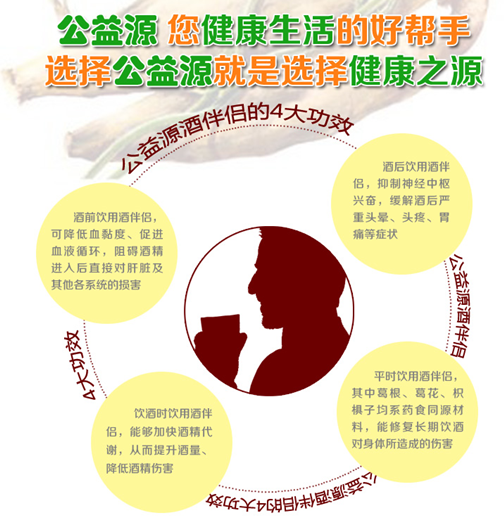 公益源 您健康生活的好帮手
选择公益源就是选择健康之源
公益源酒伴侣的4大功效
酒后饮用酒伴
侣，抑制神经中枢
兴奋，缓解酒后严
重头晕、头疼、胃
痛等症状
酒前饮用酒伴侣，
可降低血黏度、促进
血液循环，阻碍酒精
进入后直接对肝脏及
其他各系统的损害
公益源酒伴侣
4大功效
平时饮用酒伴侣，
其中葛根、葛花、枳
椇子均系药食同源材
料，能修复长期饮酒
对身体所造成的伤害
饮酒时饮用酒伴
侣，能够加快酒精代
谢，从而提升酒量、
降低酒精伤害
公益源酒伴侣的4大功效